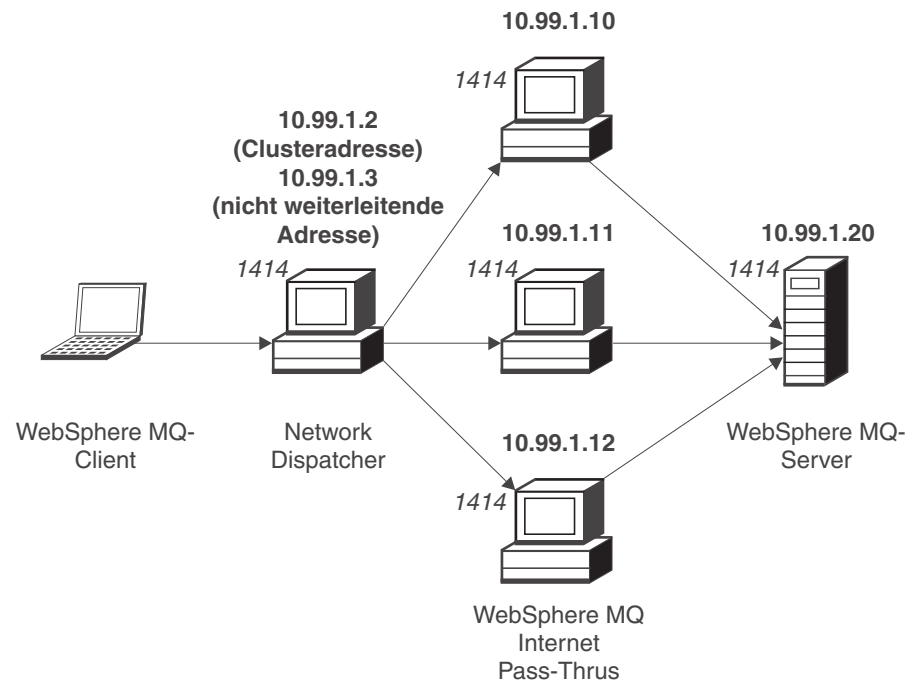 10.99.1.10
1414
10.99.1.2
(Clusteradresse)
10.99.1.3
(nicht weiterleitende
Adresse)
1414
10.99.1.11
1414
10.99.1.20
1414
WebSphere MQ-
Client
Network
Dispatcher
10.99.1.12
1414
WebSphere MQ
Internet
Pass-Thrus
WebSphere MQ-
Server